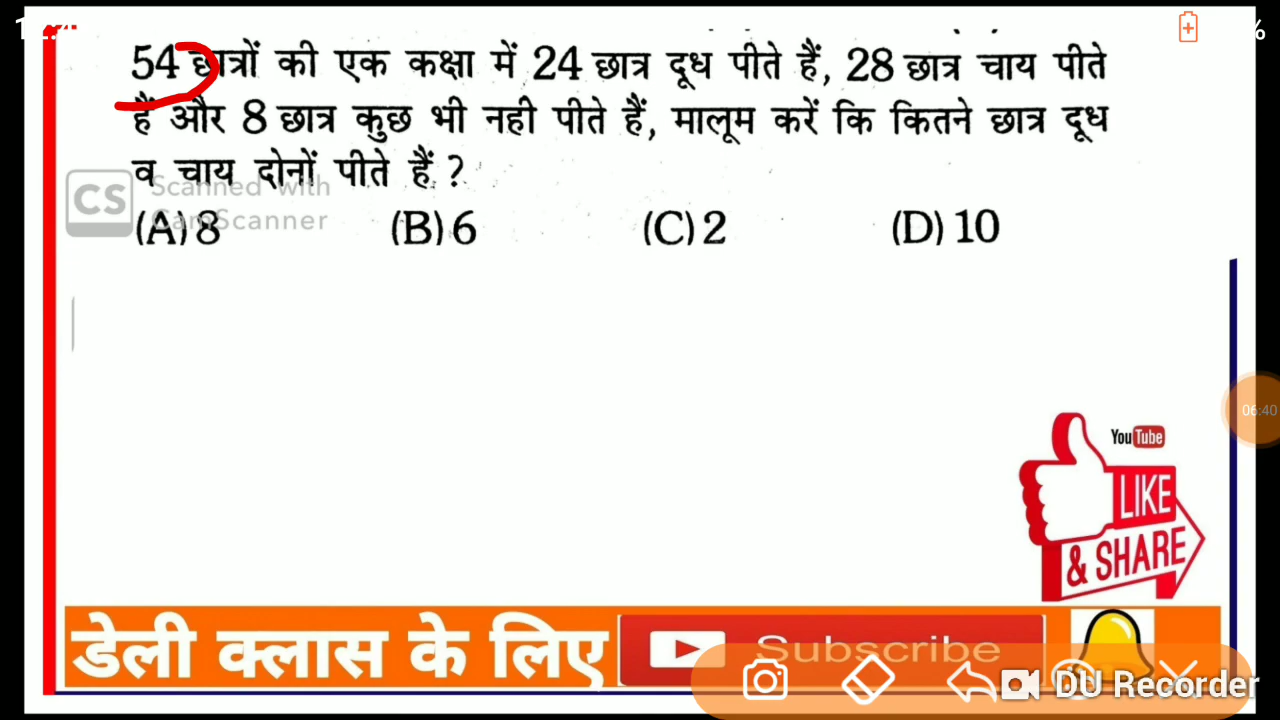 54 छात्रों की एक कक्षा में 24 छात्र दूध पीते हैं, 28 छात्र चाय पीते
हैं और 8 छात्र कुछ भी नही पीते हैं, मालूम करें कि कितने छात्र दूध
व चाय दोनों पीते हैं ?
CS Scanned with
CamScanner
(A) 8 (B) 6 (C) 2 (D) 10
06:40
YouTube
LIKE
& SHARE
डेली क्लास के लिए Subscribe
DU Recorder